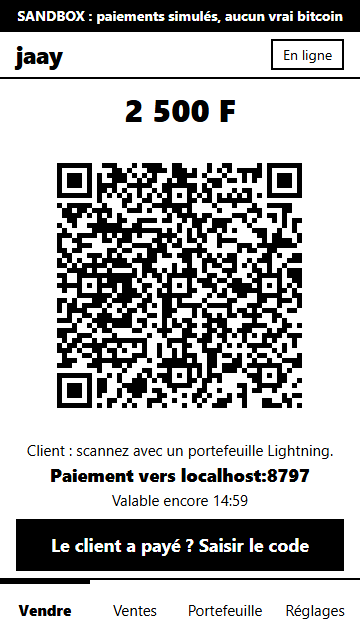 SANDBOX : paiements simulés, aucun vrai bitcoin
jaay
En ligne
2 500 F
Client : scannez avec un portefeuille Lightning.
Paiement vers localhost:8797
Valable encore 14:59
Le client a payé ? Saisir le code
Vendre Ventes Portefeuille Réglages